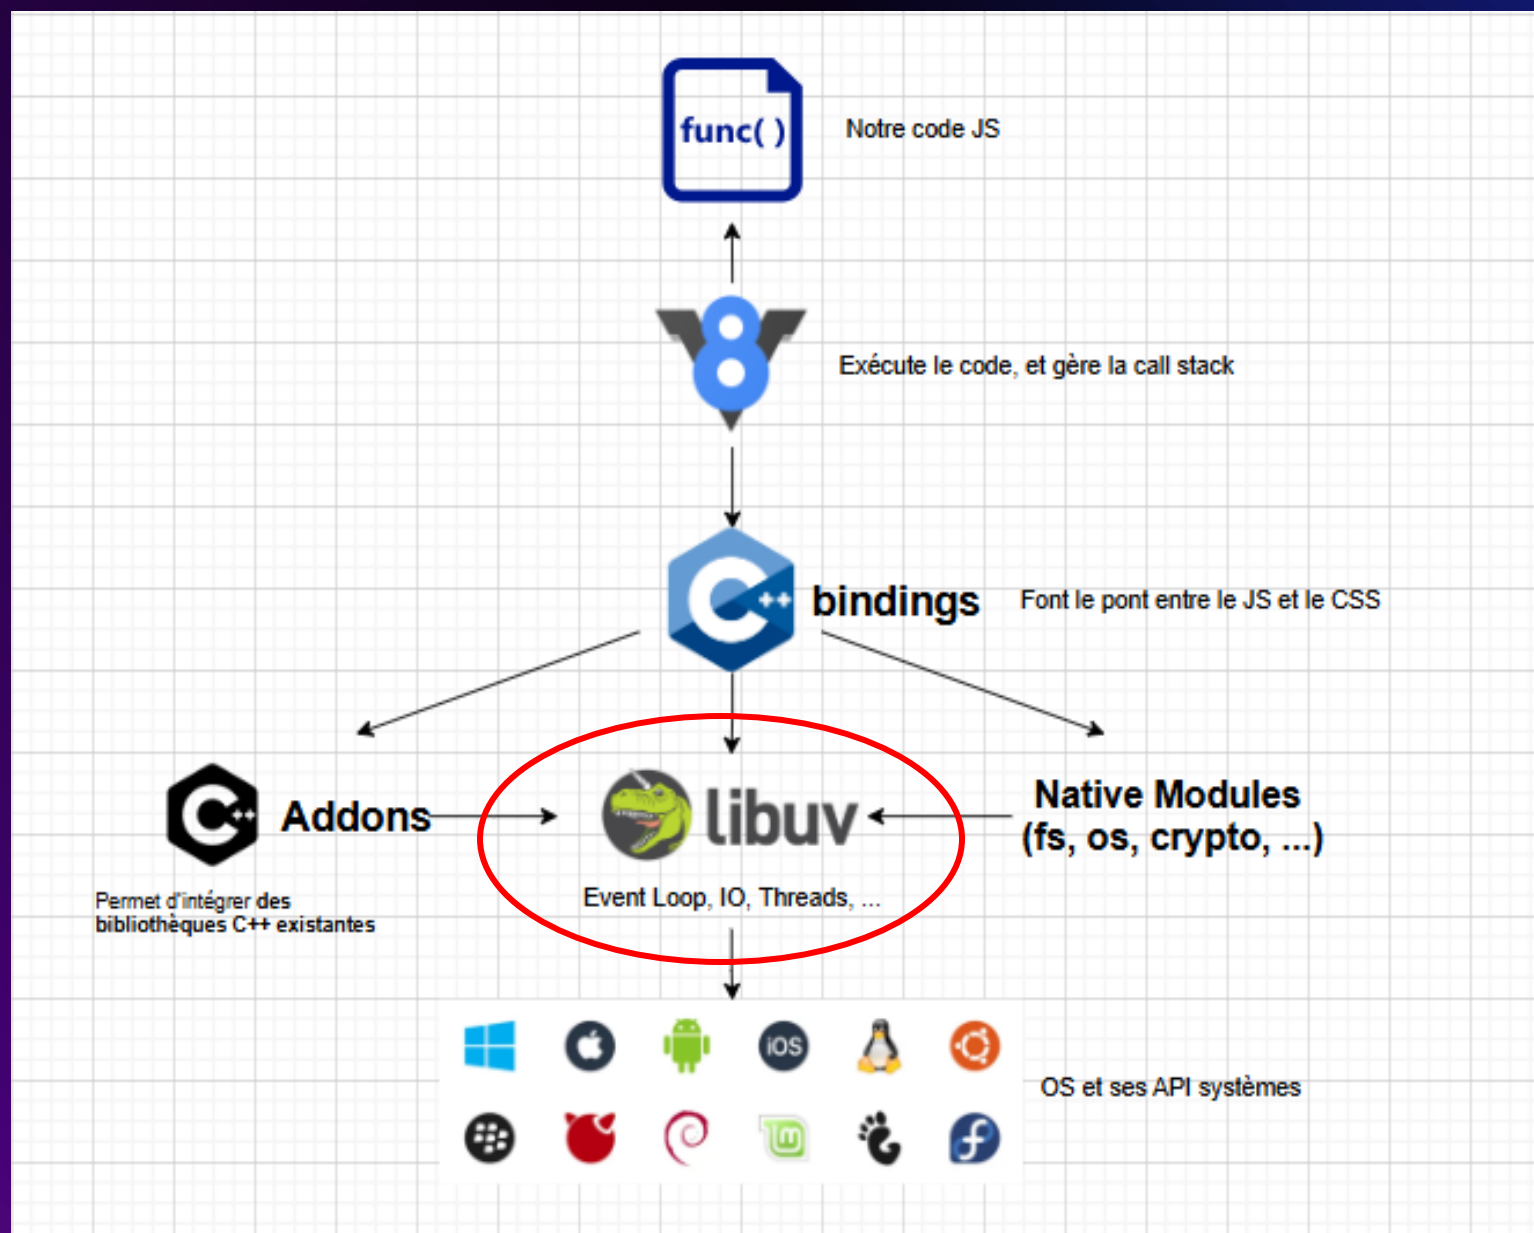 func( )
Notre code JS
V8
Exécute le code, et gère la call stack
C++ bindings
Font le pont entre le JS et le CSS
C++ Addons
Permet d'intégrer des
bibliothèques C++ existantes
libuv
Event Loop, IO, Threads, ...
Native Modules
(fs, os, crypto, ...)
iOS
OS et ses API systèmes